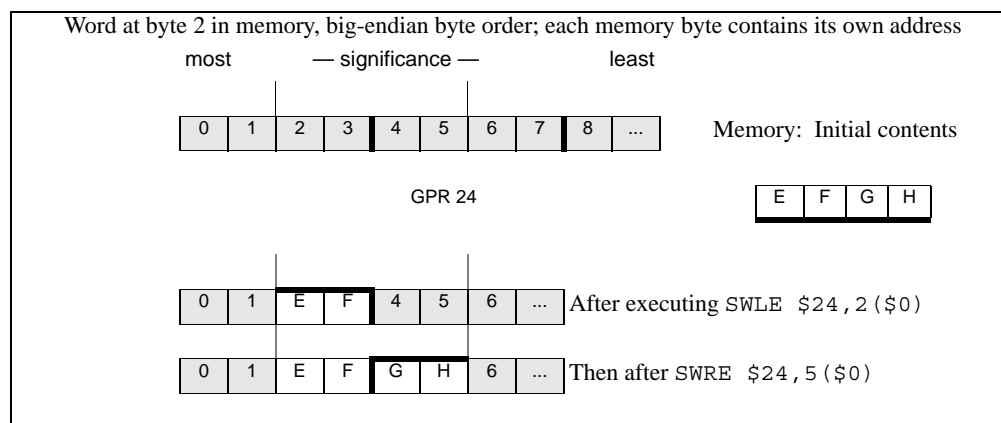 Word at byte 2 in memory, big-endian byte order; each memory byte contains its own address
most — significance — least
0 1 2 3 4 5 6 7 8 ... Memory: Initial contents
GPR 24 E F G H
0 1 E F 4 5 6 ... After executing SWLE $24,2($0)
0 1 E F G H 6 ... Then after SWRE $24,5($0)